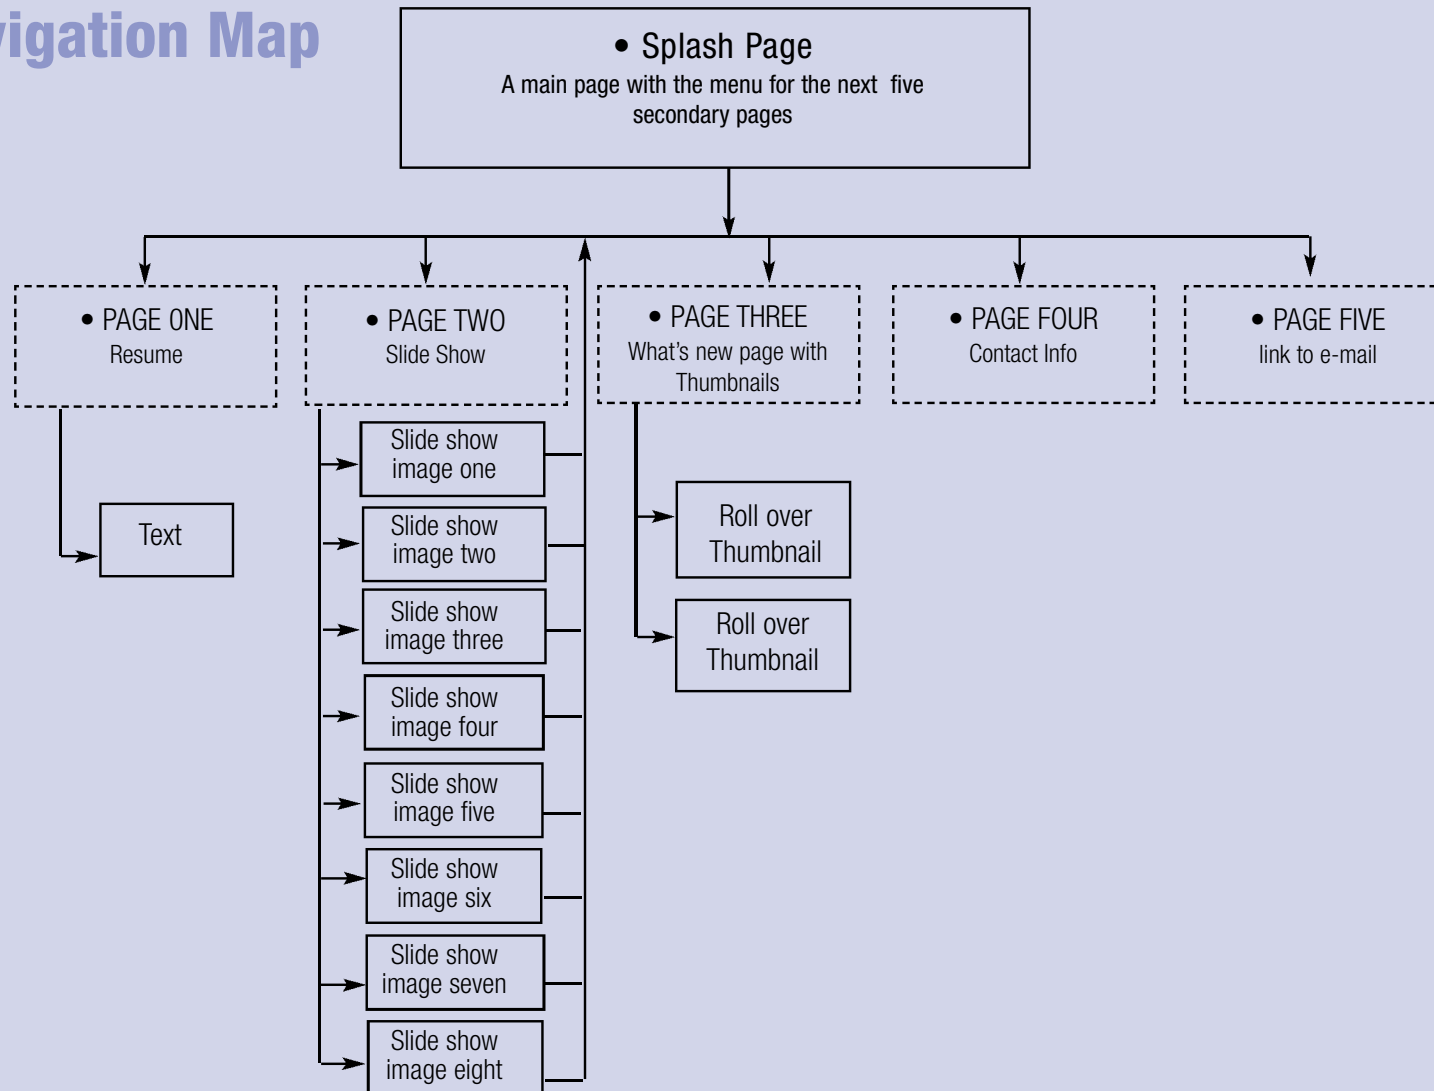 vigation Map
• Splash Page
A main page with the menu for the next five
secondary pages
• PAGE ONE
Resume
• PAGE TWO
Slide Show
• PAGE THREE
What's new page with
Thumbnails
• PAGE FOUR
Contact Info
• PAGE FIVE
link to e-mail
Text
Slide show
image one
Slide show
image two
Slide show
image three
Slide show
image four
Slide show
image five
Slide show
image six
Slide show
image seven
Slide show
image eight
Roll over
Thumbnail
Roll over
Thumbnail